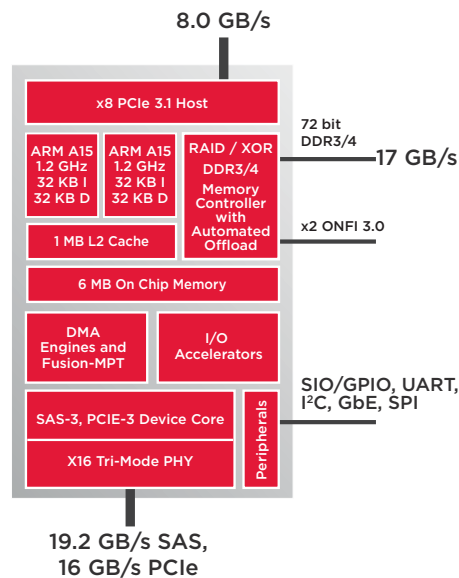 8.0 GB/s
x8 PCIe 3.1 Host
72 bit
DDR3/4
17 GB/s
ARM A15
1.2 GHz
32 KB I
32 KB D
ARM A15
1.2 GHz
32 KB I
32 KB D
RAID / XOR
DDR3/4
Memory
Controller
with
Automated
Offload
x2 ONFI 3.0
1 MB L2 Cache
6 MB On Chip Memory
DMA
Engines and
Fusion-MPT
I/O
Accelerators
SIO/GPIO, UART,
I²C, GbE, SPI
SAS-3, PCIE-3 Device Core
X16 Tri-Mode PHY
Peripherals
19.2 GB/s SAS,
16 GB/s PCIe